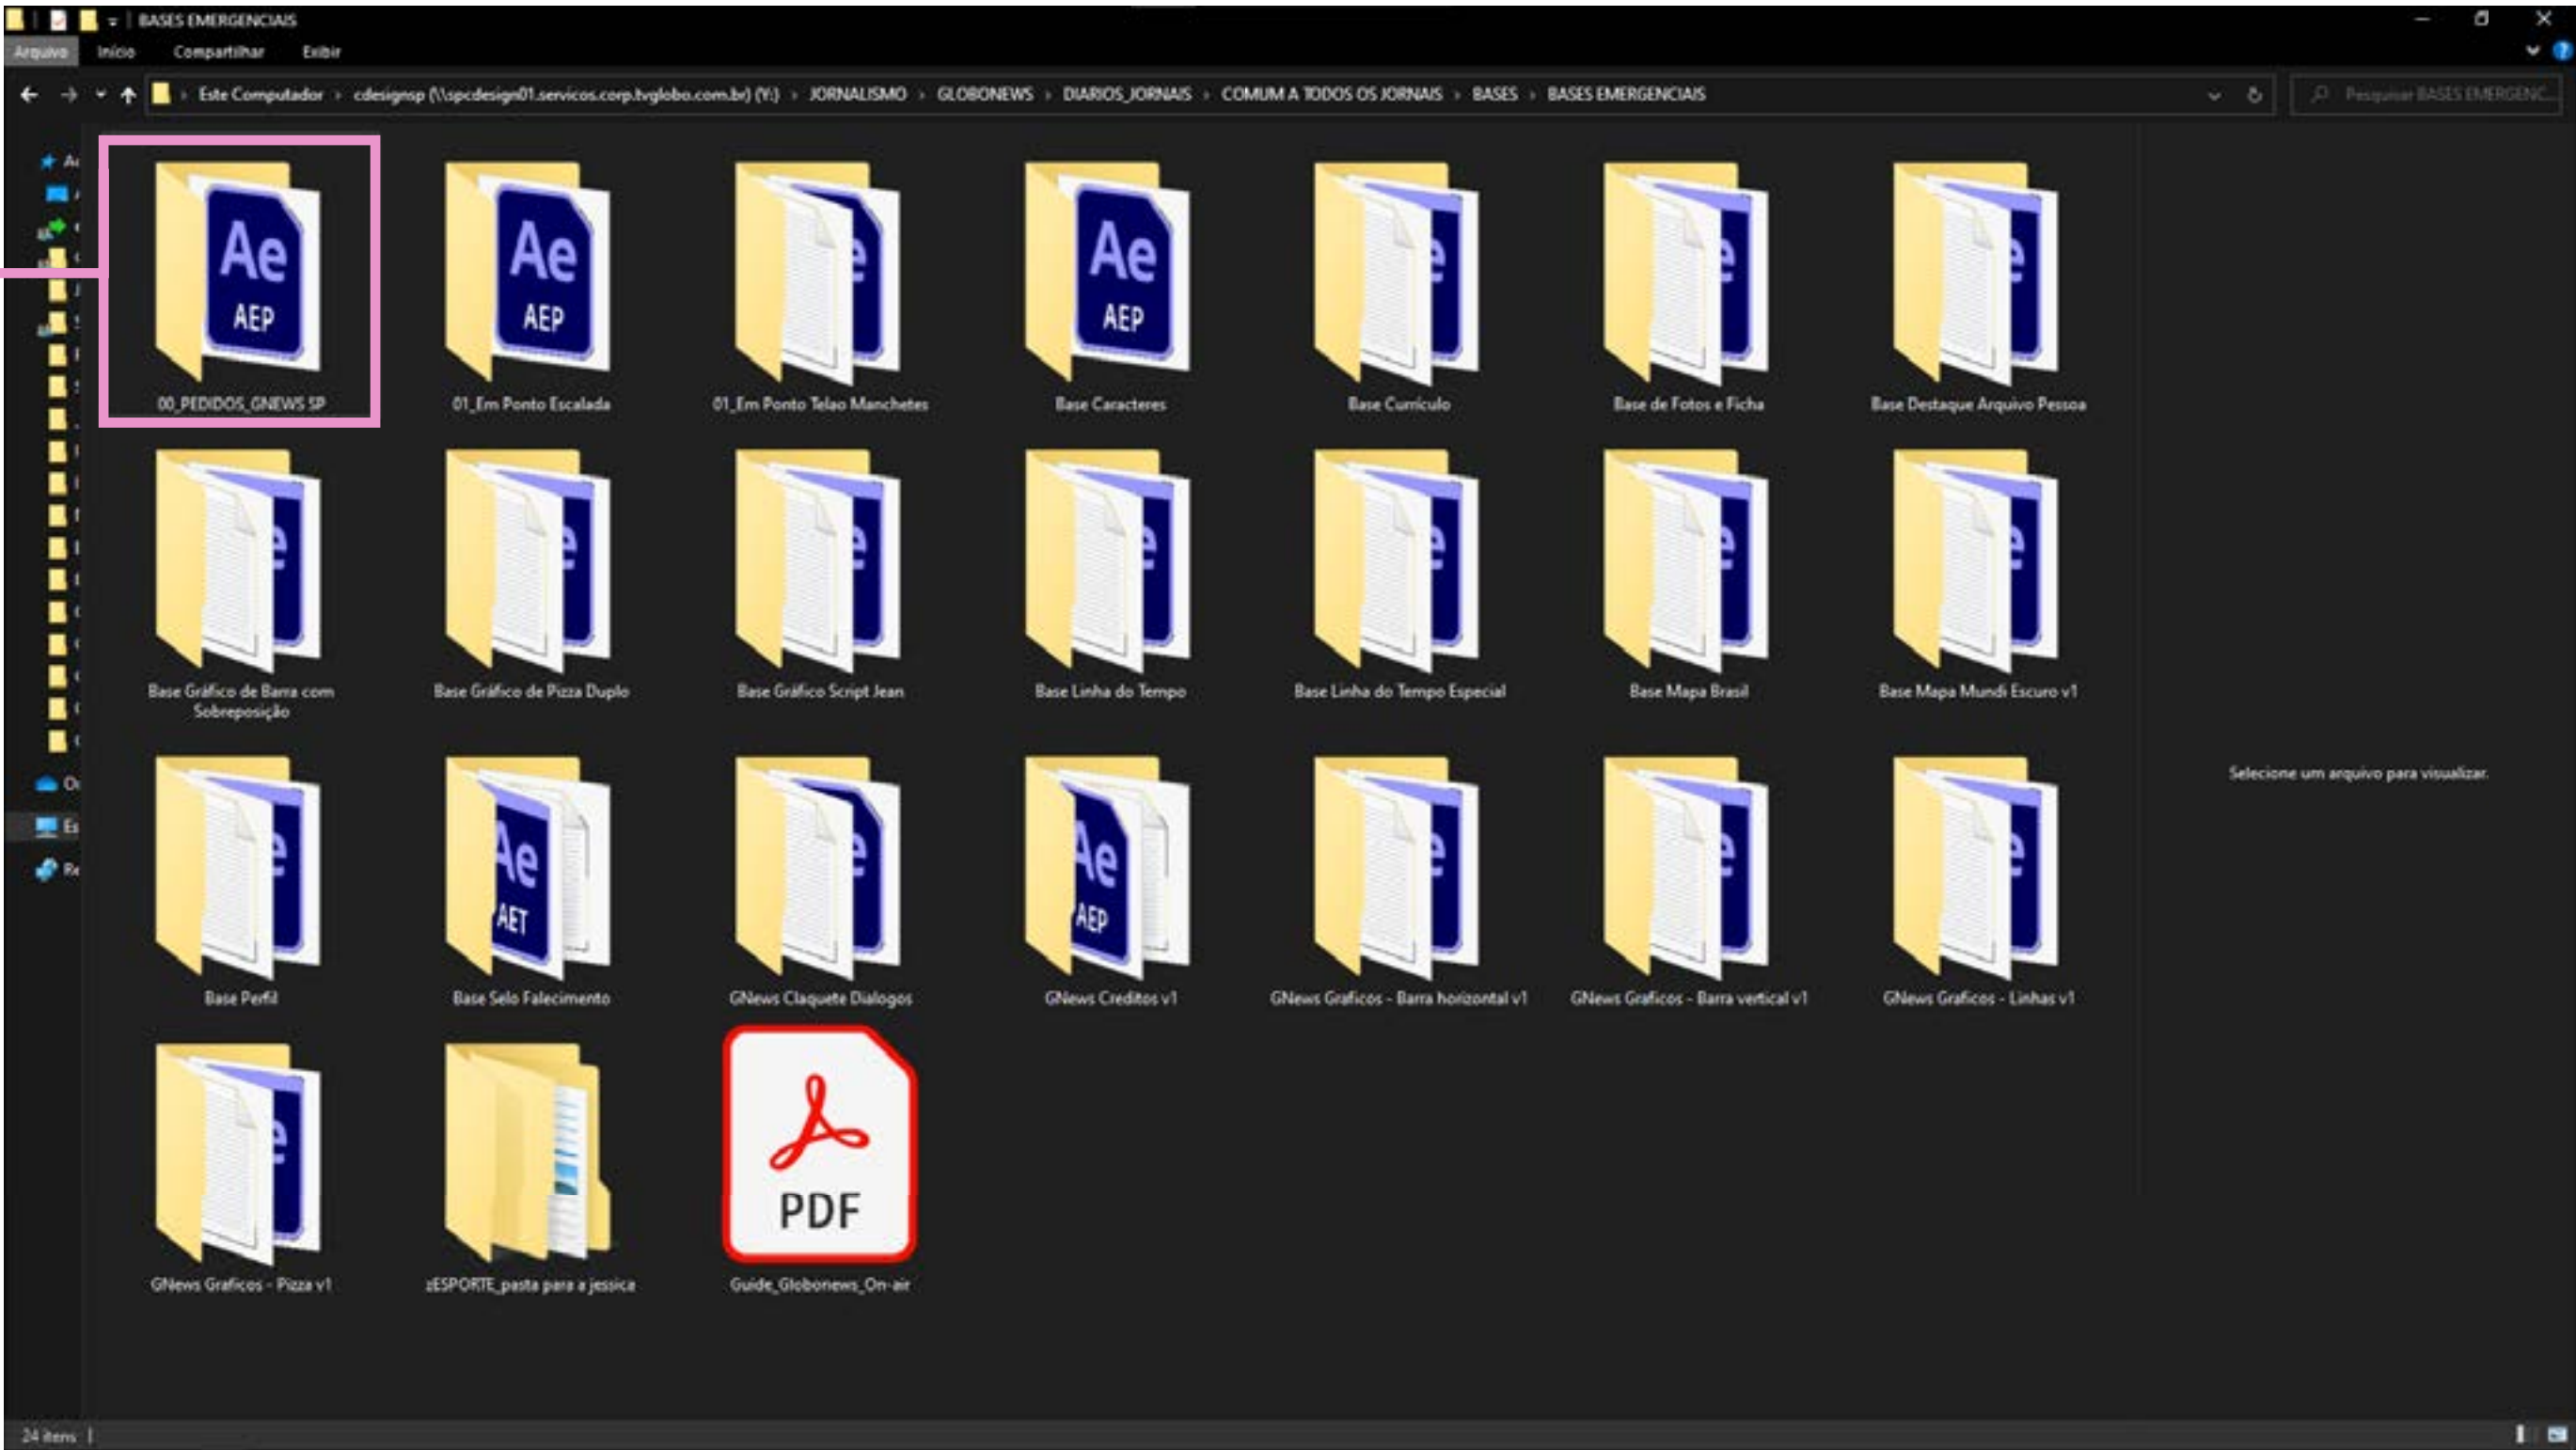 BASES EMERGENCIAIS
Arquivo Início Compartilhar Exibir
Este Computador › cdesignsp (\\spcdesign01.servicos.corp.tvglobo.com.br) (Y:) › JORNALISMO › GLOBONEWS › DIARIOS_JORNAIS › COMUM A TODOS OS JORNAIS › BASES › BASES EMERGENCIAIS
Pesquisar BASES EMERGENC...
Ae Ae Ae
AEP AEP AEP
00_PEDIDOS_GNEWS SP 01_Em Ponto Escalada 01_Em Ponto Telao Manchetes Base Caracteres Base Currículo Base de Fotos e Ficha Base Destaque Arquivo Pessoa
Base Gráfico de Barra com Base Gráfico de Pizza Duplo Base Gráfico Script Jean Base Linha do Tempo Base Linha do Tempo Especial Base Mapa Brasil Base Mapa Mundi Escuro v1
Sobreposição
Selecione um arquivo para visualizar.
Ae Ae
AET AEP
Base Perfil Base Selo Falecimento GNews Claquete Dialogos GNews Creditos v1 GNews Graficos - Barra horizontal v1 GNews Graficos - Barra vertical v1 GNews Graficos - Linhas v1
PDF
GNews Graficos - Pizza v1 zESPORTE_pasta para a jessica Guide_Globonews_On-air
24 itens